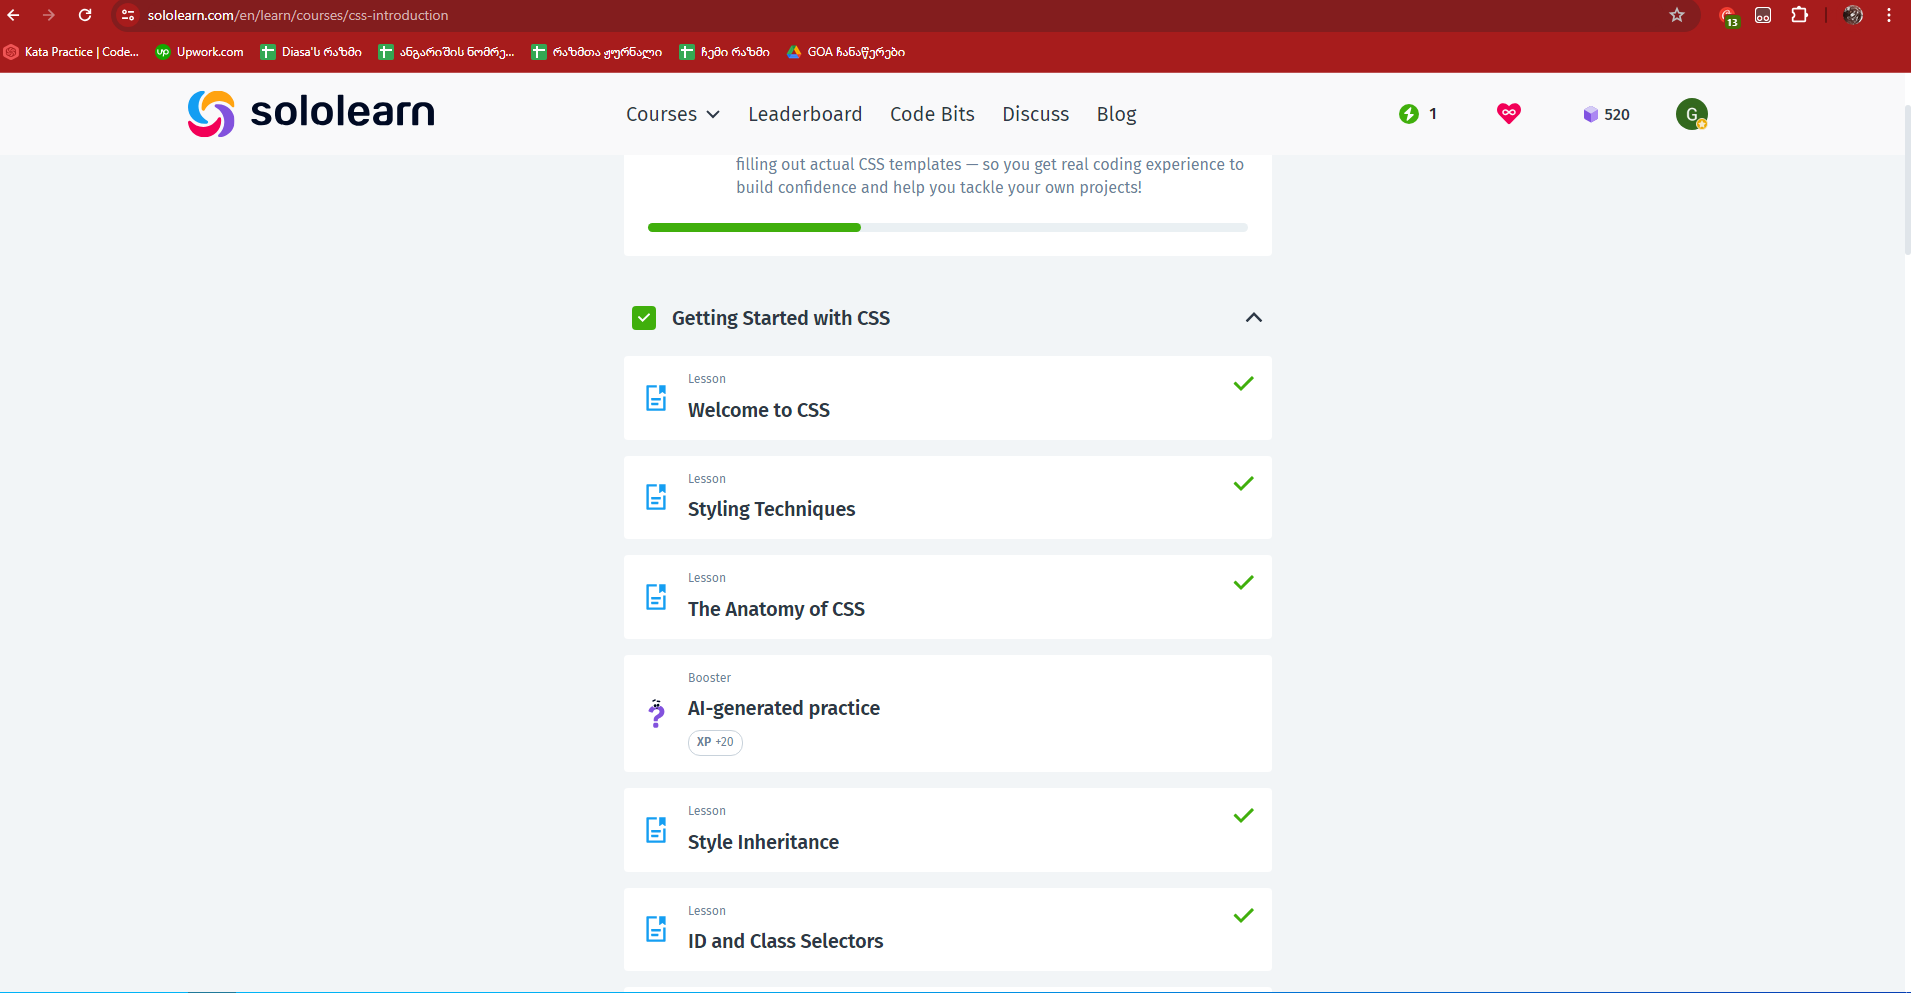 sololearn.com/en/learn/courses/css-introduction
13
Kata Practice | Code...
up
Upwork.com
Diasa'ს რაზმი
ანგარიშის ნომრე...
რაზმთა ჟურნალი
ჩემი რაზმი
GOA ჩანაწერები
sololearn
Courses
Leaderboard
Code Bits
Discuss
Blog
1
520
G
filling out actual CSS templates — so you get real coding experience to
build confidence and help you tackle your own projects!
Getting Started with CSS
Lesson
Welcome to CSS
Lesson
Styling Techniques
Lesson
The Anatomy of CSS
Booster
AI-generated practice
XP +20
Lesson
Style Inheritance
Lesson
ID and Class Selectors